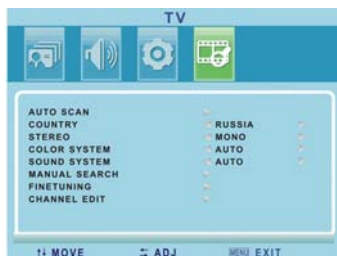 TV
AUTO SCAN
COUNTRY RUSSIA
STEREO MONO
COLOR SYSTEM AUTO
SOUND SYSTEM AUTO
MANUAL SEARCH
FINETUNING
CHANNEL EDIT
↑↓ MOVE ⇆ ADJ MENU EXIT